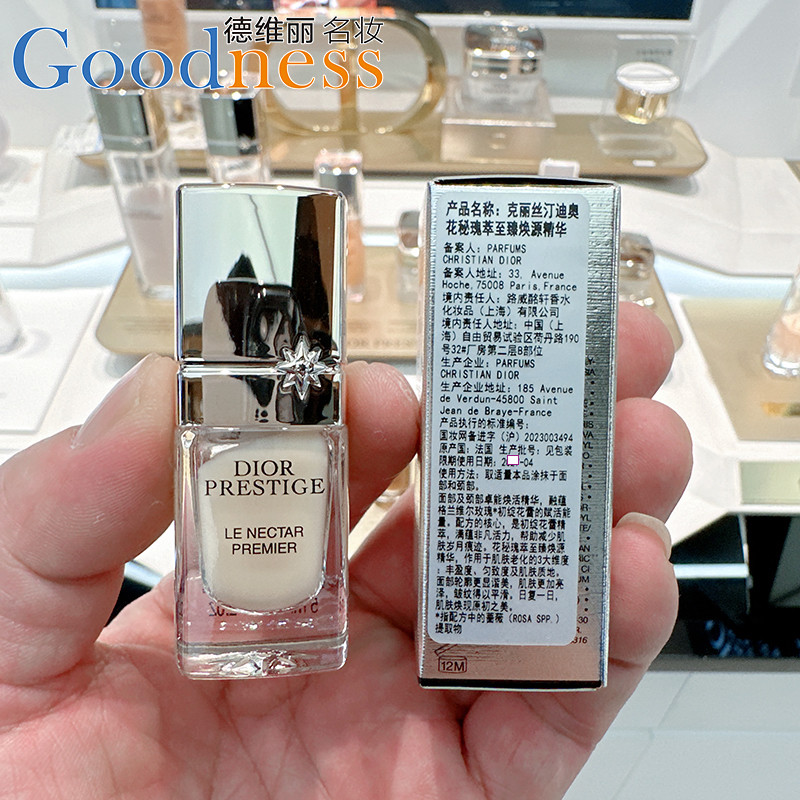 德维丽 名妆
Goodness
DIOR
PRESTIGE
LE NECTAR
PREMIER
产品名称：克丽丝汀迪奥
花秘瑰萃至臻焕源精华
备案人：PARFUMS
CHRISTIAN DIOR
备案人地址：33, Avenue
Hoche,75008 Paris,France
境内责任人：路威酩轩香水
化妆品（上海）有限公司
境内责任人地址：中国（上
海）自由贸易试验区荷丹路190
号32#厂房第二层B部位
生产企业：PARFUMS
CHRISTIAN DIOR
生产企业地址：185 Avenue
de Verdun-45800 Saint
Jean de Braye-France
产品执行的标准编号：
国妆网备进字（沪）2023003494
原产国：法国 生产批号：见包装
限期使用日期：
使用方法：取适量本品涂抹于面
部和颈部。
面部及颈部卓能焕活精华，融蕴
格兰维尔玫瑰*初绽花蕾的赋活能
量。配方的核心，是初绽花蕾精
萃，满蕴非凡活力，帮助减少肌
肤岁月痕迹。花秘瑰萃至臻焕源
精华，作用于肌肤老化的3大维度
：丰盈度、匀致度及肌肤质地。
面部轮廓更显谐美，肌肤更加亮
泽，皱纹得以平滑。日复一日，
肌肤焕现原初之美。
*指配方中的蔷薇（ROSA SPP.）
提取物
12M